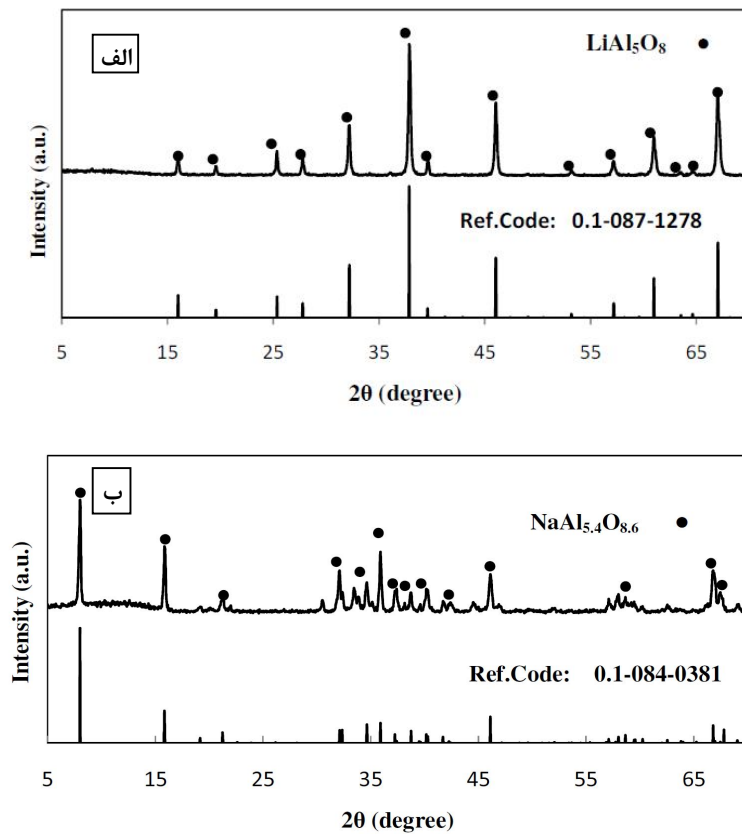 الف
LiAl₅O₈ ●
Intensity (a.u.)
Ref.Code: 0.1-087-1278
5 15 25 35 45 55 65
2θ (degree)
ب
NaAl₅.₄O₈.₆ ●
Intensity (a.u.)
Ref.Code: 0.1-084-0381
5 15 25 35 45 55 65
2θ (degree)